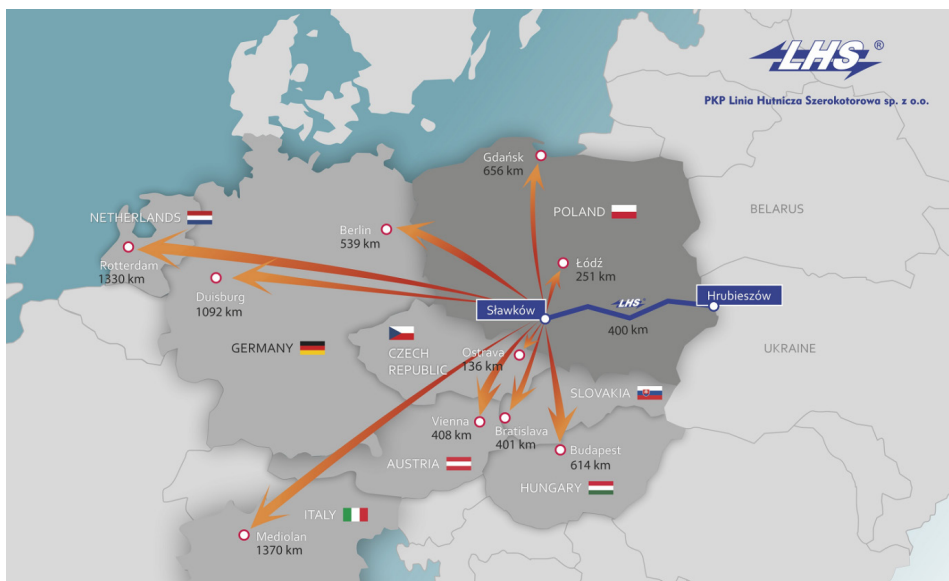 LHS®
PKP Linia Hutnicza Szerokotorowa sp. z o.o.
Gdańsk
656 km
POLAND
BELARUS
NETHERLANDS
Berlin
539 km
Rotterdam
1330 km
Łódź
251 km
Duisburg
1092 km
Sławków
LHS
400 km
Hrubieszów
UKRAINE
GERMANY
CZECH
REPUBLIC
Ostrava
136 km
SLOVAKIA
Vienna
408 km
Bratislava
401 km
Budapest
614 km
AUSTRIA
HUNGARY
ITALY
Mediolan
1370 km